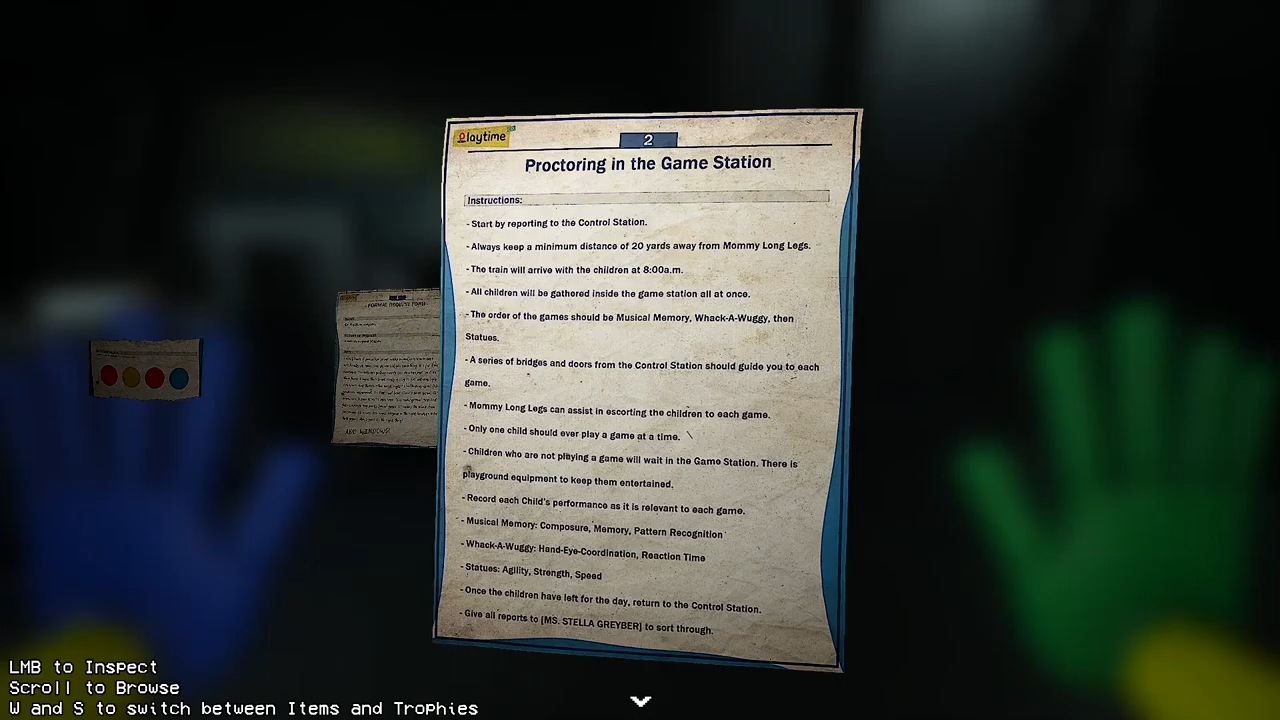 Playtime
2
Proctoring in the Game Station
Instructions:
- Start by reporting to the Control Station.
- Always keep a minimum distance of 20 yards away from Mommy Long Legs.
- The train will arrive with the children at 8:00a.m.
- All children will be gathered inside the game station all at once.
- The order of the games should be Musical Memory, Whack-A-Wuggy, then
Statues.
- A series of bridges and doors from the Control Station should guide you to each
game.
- Mommy Long Legs can assist in escorting the children to each game.
- Only one child should ever play a game at a time.
- Children who are not playing a game will wait in the Game Station. There is
playground equipment to keep them entertained.
- Record each Child's performance as it is relevant to each game.
- Musical Memory: Composure, Memory, Pattern Recognition
- Whack-A-Wuggy: Hand-Eye-Coordination, Reaction Time
- Statues: Agility, Strength, Speed
- Once the children have left for the day, return to the Control Station.
- Give all reports to [MS. STELLA GREYBER] to sort through.
LMB to Inspect
Scroll to Browse
W and S to switch between Items and Trophies